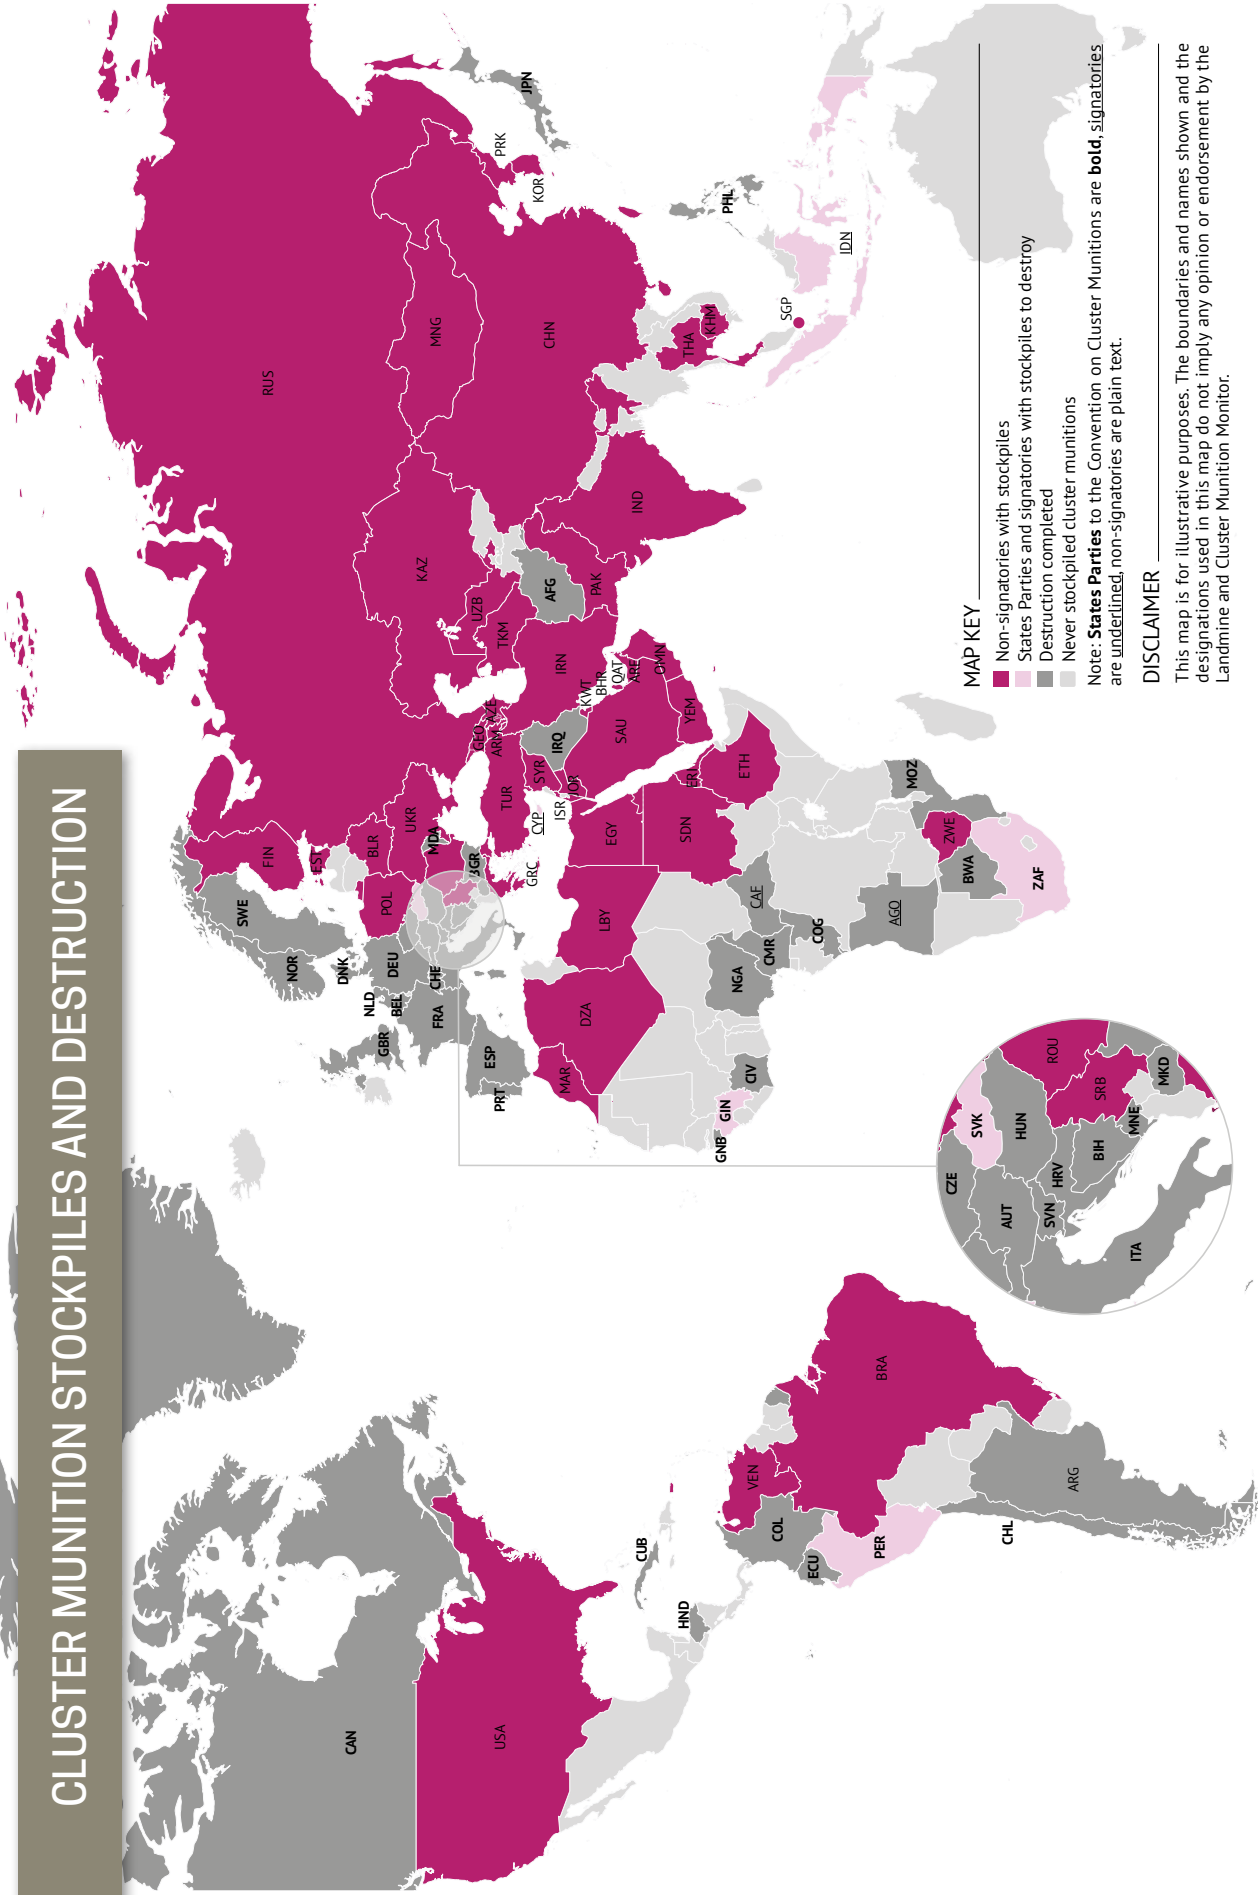 CLUSTER MUNITION STOCKPILES AND DESTRUCTION
CAN
USA
CUB
HND
VEN
COL
ECU
PER
BRA
CHL
ARG
SWE
FIN
NOR
DNK
EST
RUS
GBR
NLD
BEL
DEU
POL
BLR
UKR
MDA
FRA
CHE
BGR
PRT
ESP
GRC
TUR
CYP
GEO
ARM
AZE
KAZ
UZB
TKM
MNG
CHN
PRK
KOR
JPN
SYR
ISR
JOR
IRQ
IRN
KWT
BHR
QAT
ARE
OMN
SAU
YEM
AFG
PAK
IND
THA
KHM
PHL
SGP
IDN
MAR
DZA
LBY
EGY
SDN
ERI
ETH
GNB
GIN
CIV
NGA
CMR
CAF
COG
AGO
MOZ
ZWE
BWA
ZAF
CZE
SVK
AUT
HUN
ROU
SVN
HRV
BIH
SRB
MNE
MKD
ITA
MAP KEY
Non-signatories with stockpiles
States Parties and signatories with stockpiles to destroy
Destruction completed
Never stockpiled cluster munitions
Note: States Parties to the Convention on Cluster Munitions are bold, signatories
are underlined, non-signatories are plain text.
DISCLAIMER
This map is for illustrative purposes. The boundaries and names shown and the
designations used in this map do not imply any opinion or endorsement by the
Landmine and Cluster Munition Monitor.